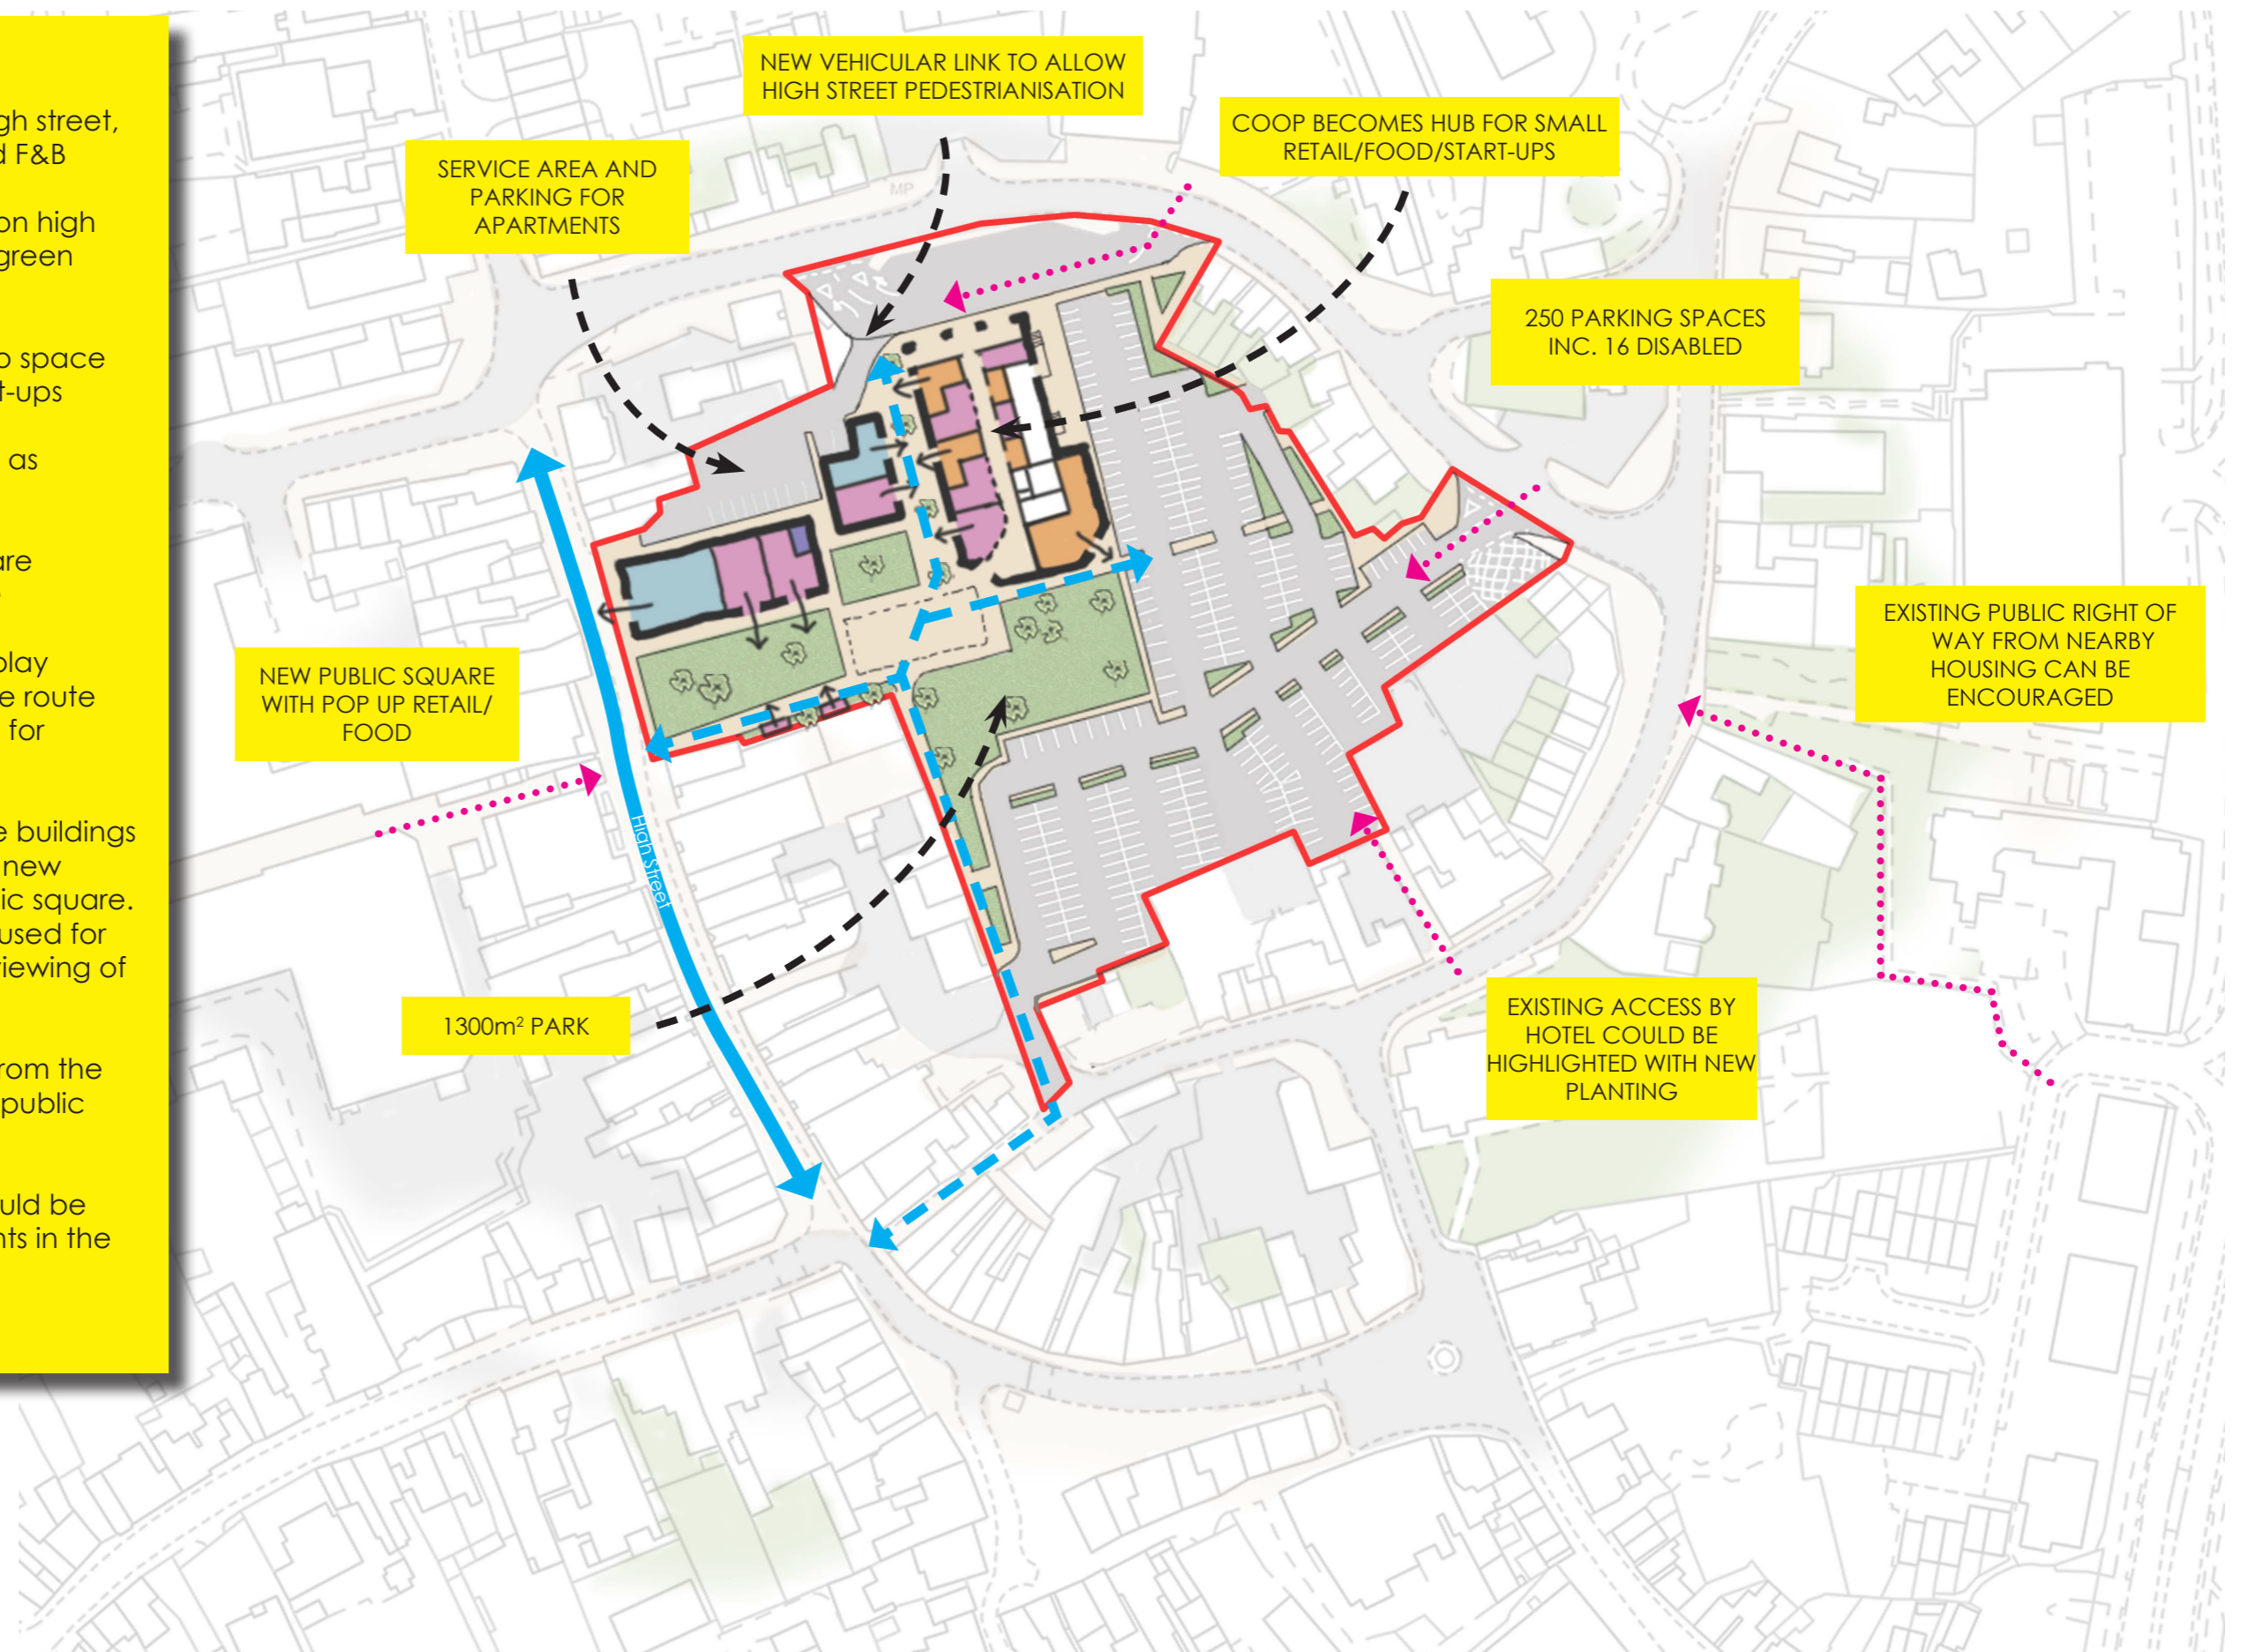 gh street,
d F&B
on high
green
o space
t-ups
as
are
play
e route
for
e buildings
new
ic square.
used for
viewing of
from the
public
ould be
nts in the
NEW VEHICULAR LINK TO ALLOW
HIGH STREET PEDESTRIANISATION
COOP BECOMES HUB FOR SMALL
RETAIL/FOOD/START-UPS
SERVICE AREA AND
PARKING FOR
APARTMENTS
MP
250 PARKING SPACES
INC. 16 DISABLED
EXISTING PUBLIC RIGHT OF
WAY FROM NEARBY
HOUSING CAN BE
ENCOURAGED
NEW PUBLIC SQUARE
WITH POP UP RETAIL/
FOOD
High Street
1300m² PARK
EXISTING ACCESS BY
HOTEL COULD BE
HIGHLIGHTED WITH NEW
PLANTING